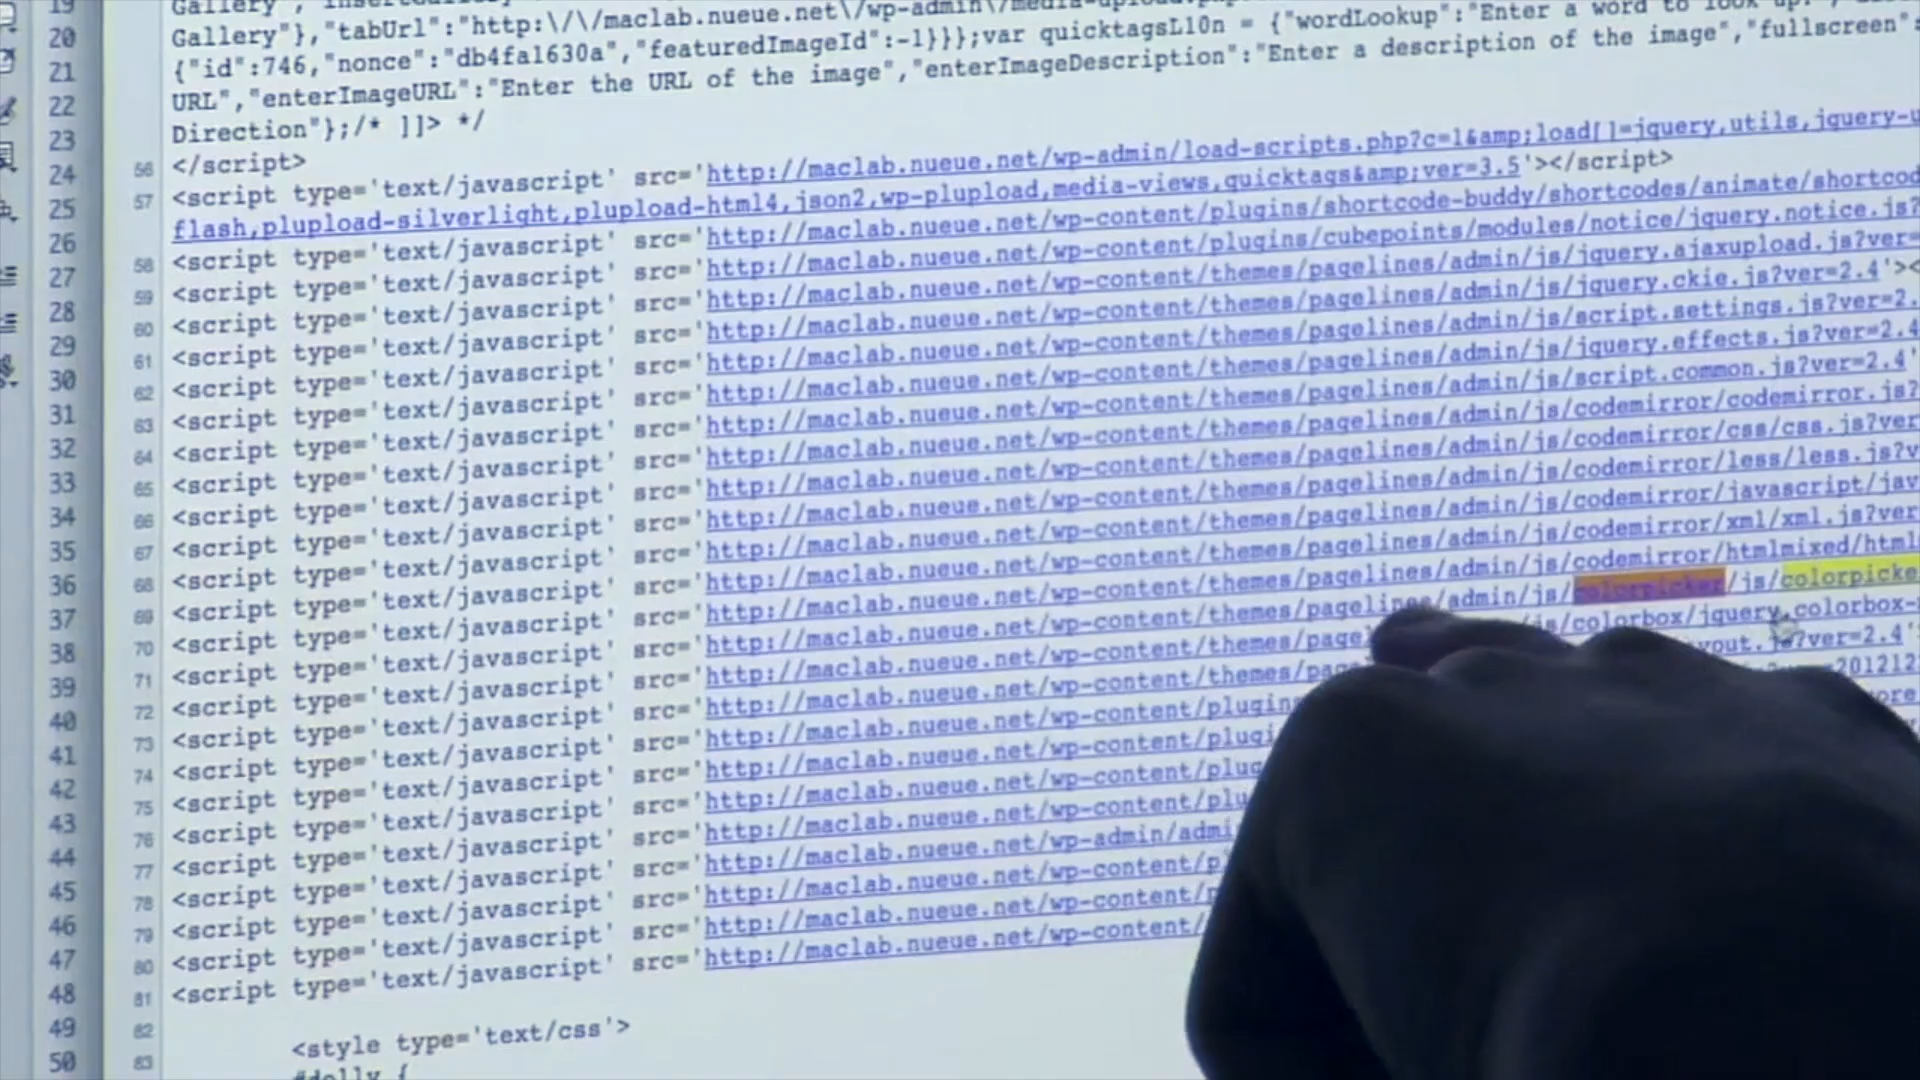 Gallery"},"tabUrl":"http:\/\/maclab.nueue.net\/wp-admin\/media-upload.php
{"id":746,"nonce":"db4fa1630a","featuredImageId":-1}}};var quicktagsL10n = {"wordLookup":"Enter a word to look up:",
URL","enterImageURL":"Enter the URL of the image","enterImageDescription":"Enter a description of the image","fullscreen":
Direction"};/* ]]> */
56 </script>
57 <script type='text/javascript' src='http://maclab.nueue.net/wp-admin/load-scripts.php?c=1&amp;load[]=jquery,utils,jquery-u
flash,plupload-silverlight,plupload-html4,json2,wp-plupload,media-views,quicktags&amp;ver=3.5'></script>
58 <script type='text/javascript' src='http://maclab.nueue.net/wp-content/plugins/shortcode-buddy/shortcodes/animate/shortcod
59 <script type='text/javascript' src='http://maclab.nueue.net/wp-content/plugins/cubepoints/modules/notice/jquery.notice.js?
60 <script type='text/javascript' src='http://maclab.nueue.net/wp-content/themes/pagelines/admin/js/jquery.ajaxupload.js?ver=
61 <script type='text/javascript' src='http://maclab.nueue.net/wp-content/themes/pagelines/admin/js/jquery.ckie.js?ver=2.4'><
62 <script type='text/javascript' src='http://maclab.nueue.net/wp-content/themes/pagelines/admin/js/script.settings.js?ver=2.
63 <script type='text/javascript' src='http://maclab.nueue.net/wp-content/themes/pagelines/admin/js/jquery.effects.js?ver=2.4
64 <script type='text/javascript' src='http://maclab.nueue.net/wp-content/themes/pagelines/admin/js/script.common.js?ver=2.4'
65 <script type='text/javascript' src='http://maclab.nueue.net/wp-content/themes/pagelines/admin/js/codemirror/codemirror.js?
66 <script type='text/javascript' src='http://maclab.nueue.net/wp-content/themes/pagelines/admin/js/codemirror/css/css.js?ver
67 <script type='text/javascript' src='http://maclab.nueue.net/wp-content/themes/pagelines/admin/js/codemirror/less/less.js?v
68 <script type='text/javascript' src='http://maclab.nueue.net/wp-content/themes/pagelines/admin/js/codemirror/javascript/jav
69 <script type='text/javascript' src='http://maclab.nueue.net/wp-content/themes/pagelines/admin/js/codemirror/xml/xml.js?ver
70 <script type='text/javascript' src='http://maclab.nueue.net/wp-content/themes/pagelines/admin/js/codemirror/htmlmixed/html
71 <script type='text/javascript' src='http://maclab.nueue.net/wp-content/themes/pagelines/admin/js/colorpicker/js/colorpicke
72 <script type='text/javascript' src='http://maclab.nueue.net/wp-content/themes/pagel js/colorbox/jquery.colorbox-
73 <script type='text/javascript' src='http://maclab.nueue.net/wp-content/themes/page yout.js?ver=2.4'
74 <script type='text/javascript' src='http://maclab.nueue.net/wp-content/plugins 201212
75 <script type='text/javascript' src='http://maclab.nueue.net/wp-content/plugi
76 <script type='text/javascript' src='http://maclab.nueue.net/wp-content/plug
77 <script type='text/javascript' src='http://maclab.nueue.net/wp-content/plu
78 <script type='text/javascript' src='http://maclab.nueue.net/wp-admin/admi
79 <script type='text/javascript' src='http://maclab.nueue.net/wp-content/p
80 <script type='text/javascript' src='http://maclab.nueue.net/wp-content/
81 <script type='text/javascript' src='http://maclab.nueue.net/wp-content/
82
83 <style type='text/css'>
#dolly {
19
20
21
22
23
24
25
26
27
28
29
30
31
32
33
34
35
36
37
38
39
40
41
42
43
44
45
46
47
48
49
50